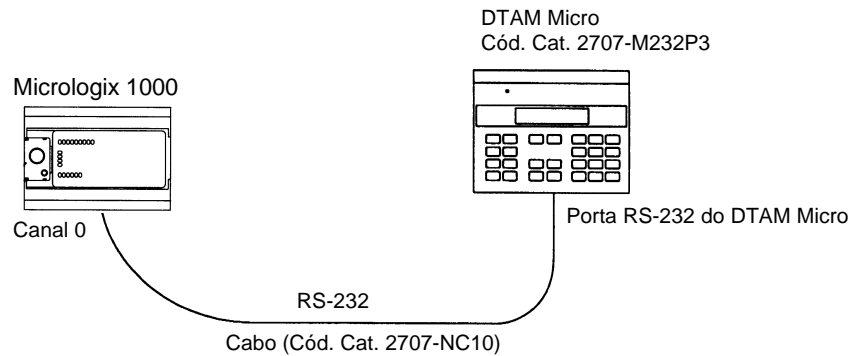 DTAM Micro
Cód. Cat. 2707-M232P3
Micrologix 1000
Canal 0
Porta RS-232 do DTAM Micro
RS-232
Cabo (Cód. Cat. 2707-NC10)